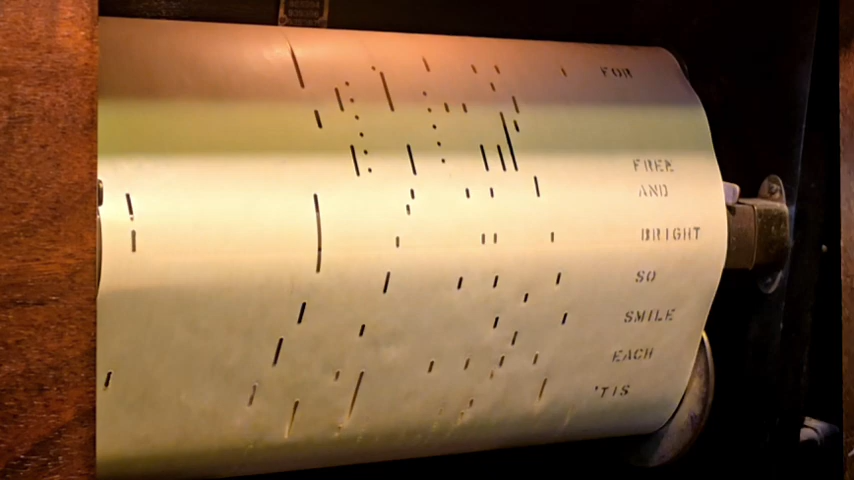 FOR
FREE
AND
BRIGHT
SO
SMILE
EACH
'TIS